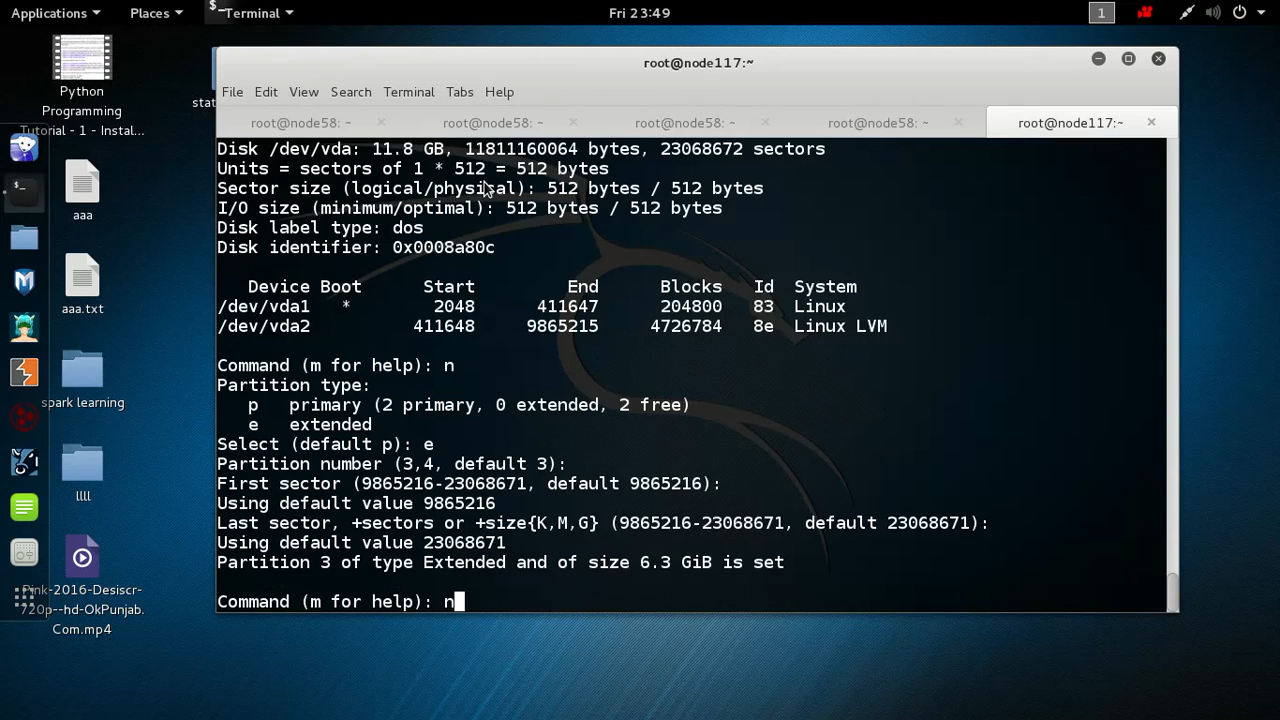 Applications Places Terminal Fri 23:49 1
Python
Programming
Tutorial - 1 - Instal...
stat
aaa
aaa.txt
spark learning
llll
Pink-2016-Desiscr-
720p--hd-OkPunjab.
Com.mp4
root@node117:~
File Edit View Search Terminal Tabs Help
root@node58: ~ root@node58: ~ root@node58: ~ root@node58: ~ root@node117:~
Disk /dev/vda: 11.8 GB, 11811160064 bytes, 23068672 sectors
Units = sectors of 1 * 512 = 512 bytes
Sector size (logical/physical): 512 bytes / 512 bytes
I/O size (minimum/optimal): 512 bytes / 512 bytes
Disk label type: dos
Disk identifier: 0x0008a80c
Device Boot Start End Blocks Id System
/dev/vda1 * 2048 411647 204800 83 Linux
/dev/vda2 411648 9865215 4726784 8e Linux LVM
Command (m for help): n
Partition type:
p primary (2 primary, 0 extended, 2 free)
e extended
Select (default p): e
Partition number (3,4, default 3):
First sector (9865216-23068671, default 9865216):
Using default value 9865216
Last sector, +sectors or +size{K,M,G} (9865216-23068671, default 23068671):
Using default value 23068671
Partition 3 of type Extended and of size 6.3 GiB is set
Command (m for help): n